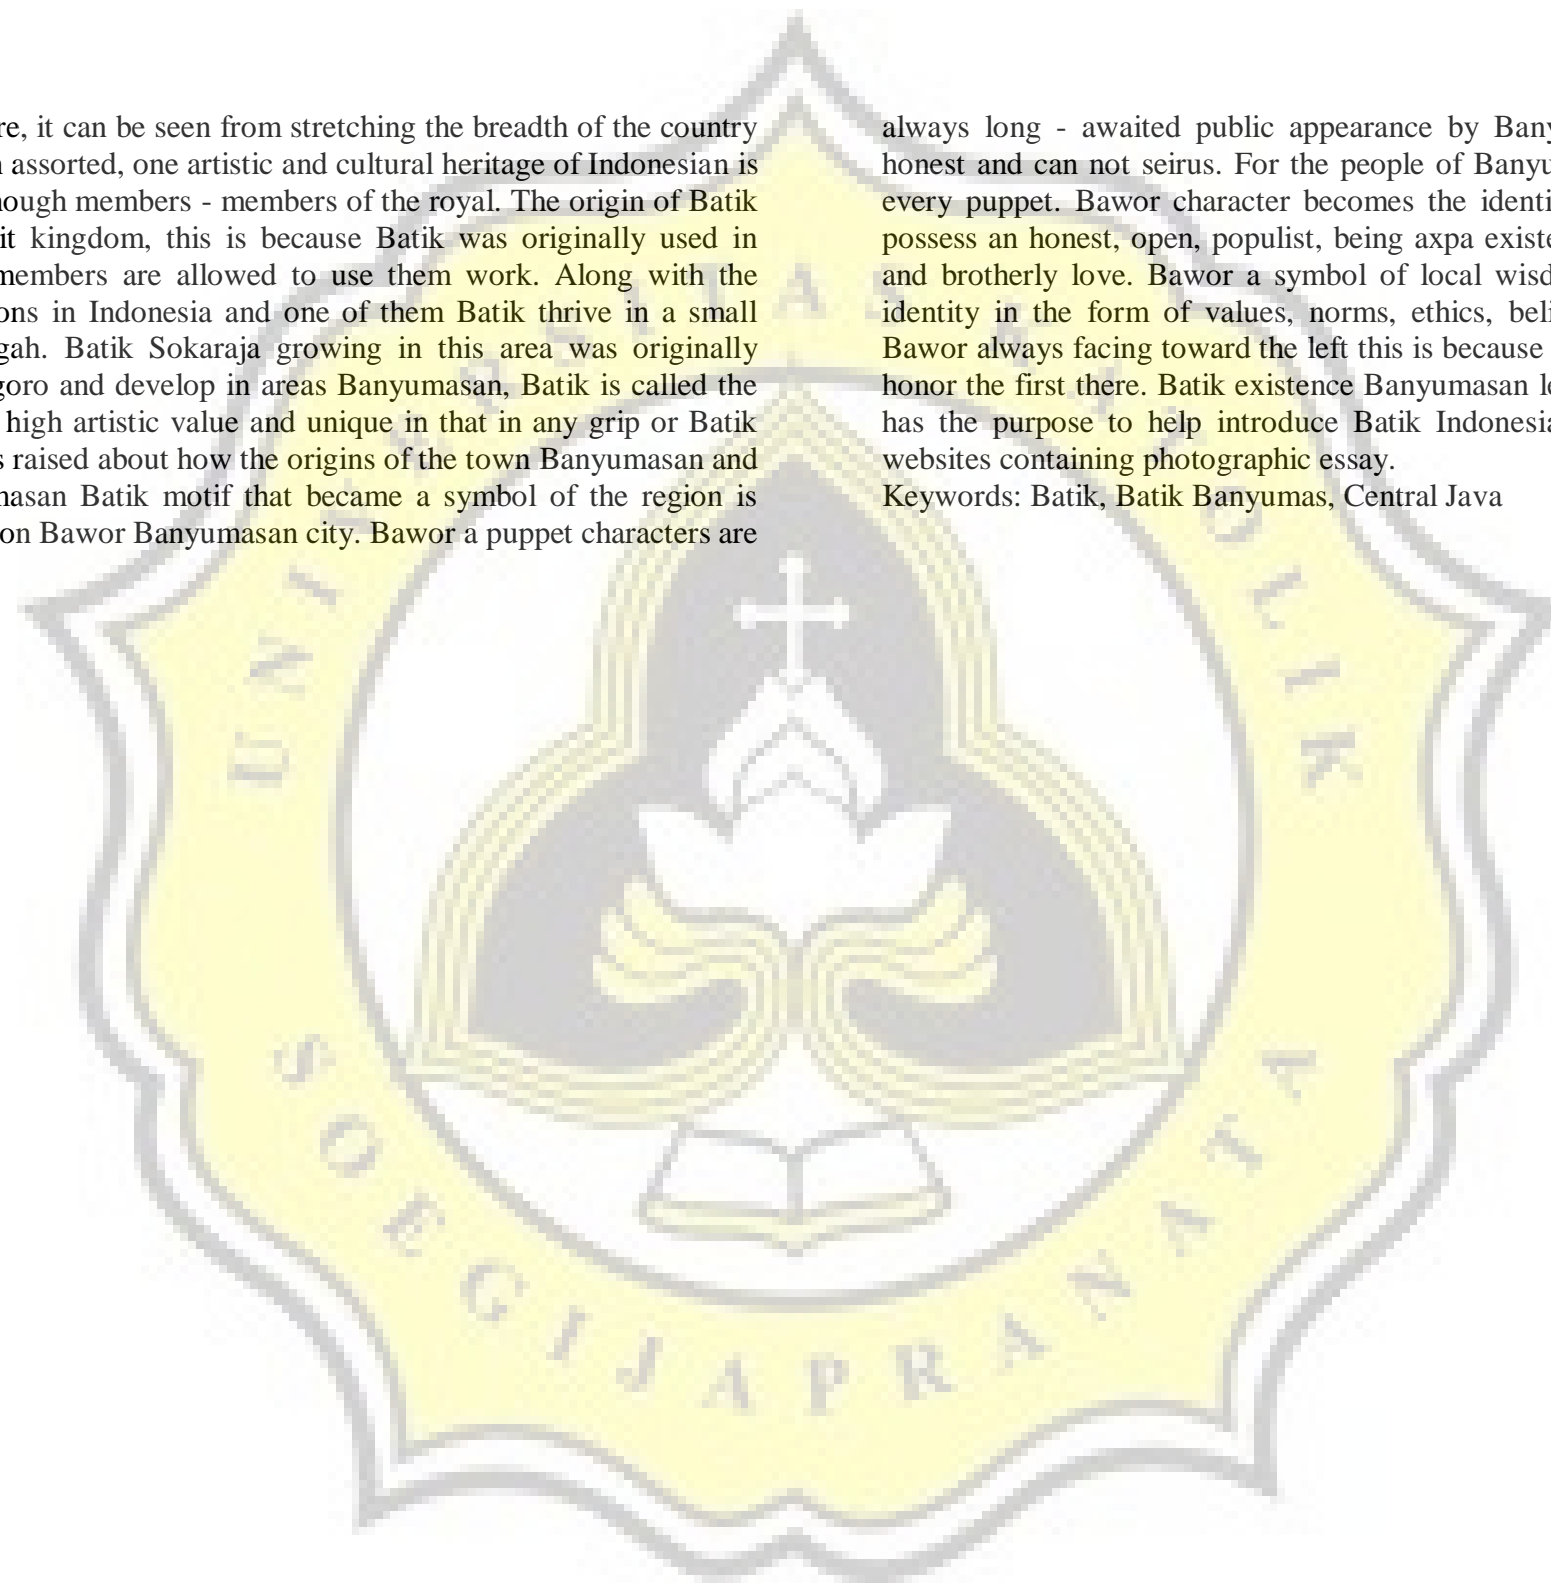 re, it can be seen from stretching the breadth of the country
assorted, one artistic and cultural heritage of Indonesian is
ough members - members of the royal. The origin of Batik
it kingdom, this is because Batik was originally used in
members are allowed to use them work. Along with the
ons in Indonesia and one of them Batik thrive in a small
gah. Batik Sokaraja growing in this area was originally
goro and develop in areas Banyumasan, Batik is called the
high artistic value and unique in that in any grip or Batik
s raised about how the origins of the town Banyumasan and
masan Batik motif that became a symbol of the region is
on Bawor Banyumasan city. Bawor a puppet characters are
always long - awaited public appearance by Bany
honest and can not seirus. For the people of Banyu
every puppet. Bawor character becomes the identi
possess an honest, open, populist, being axpa existe
and brotherly love. Bawor a symbol of local wisd
identity in the form of values, norms, ethics, beli
Bawor always facing toward the left this is because
honor the first there. Batik existence Banyumasan le
has the purpose to help introduce Batik Indonesia
websites containing photographic essay.
Keywords: Batik, Batik Banyumas, Central Java
UNIVERSITAS KATOLIK
SOEGIJAPRANATA